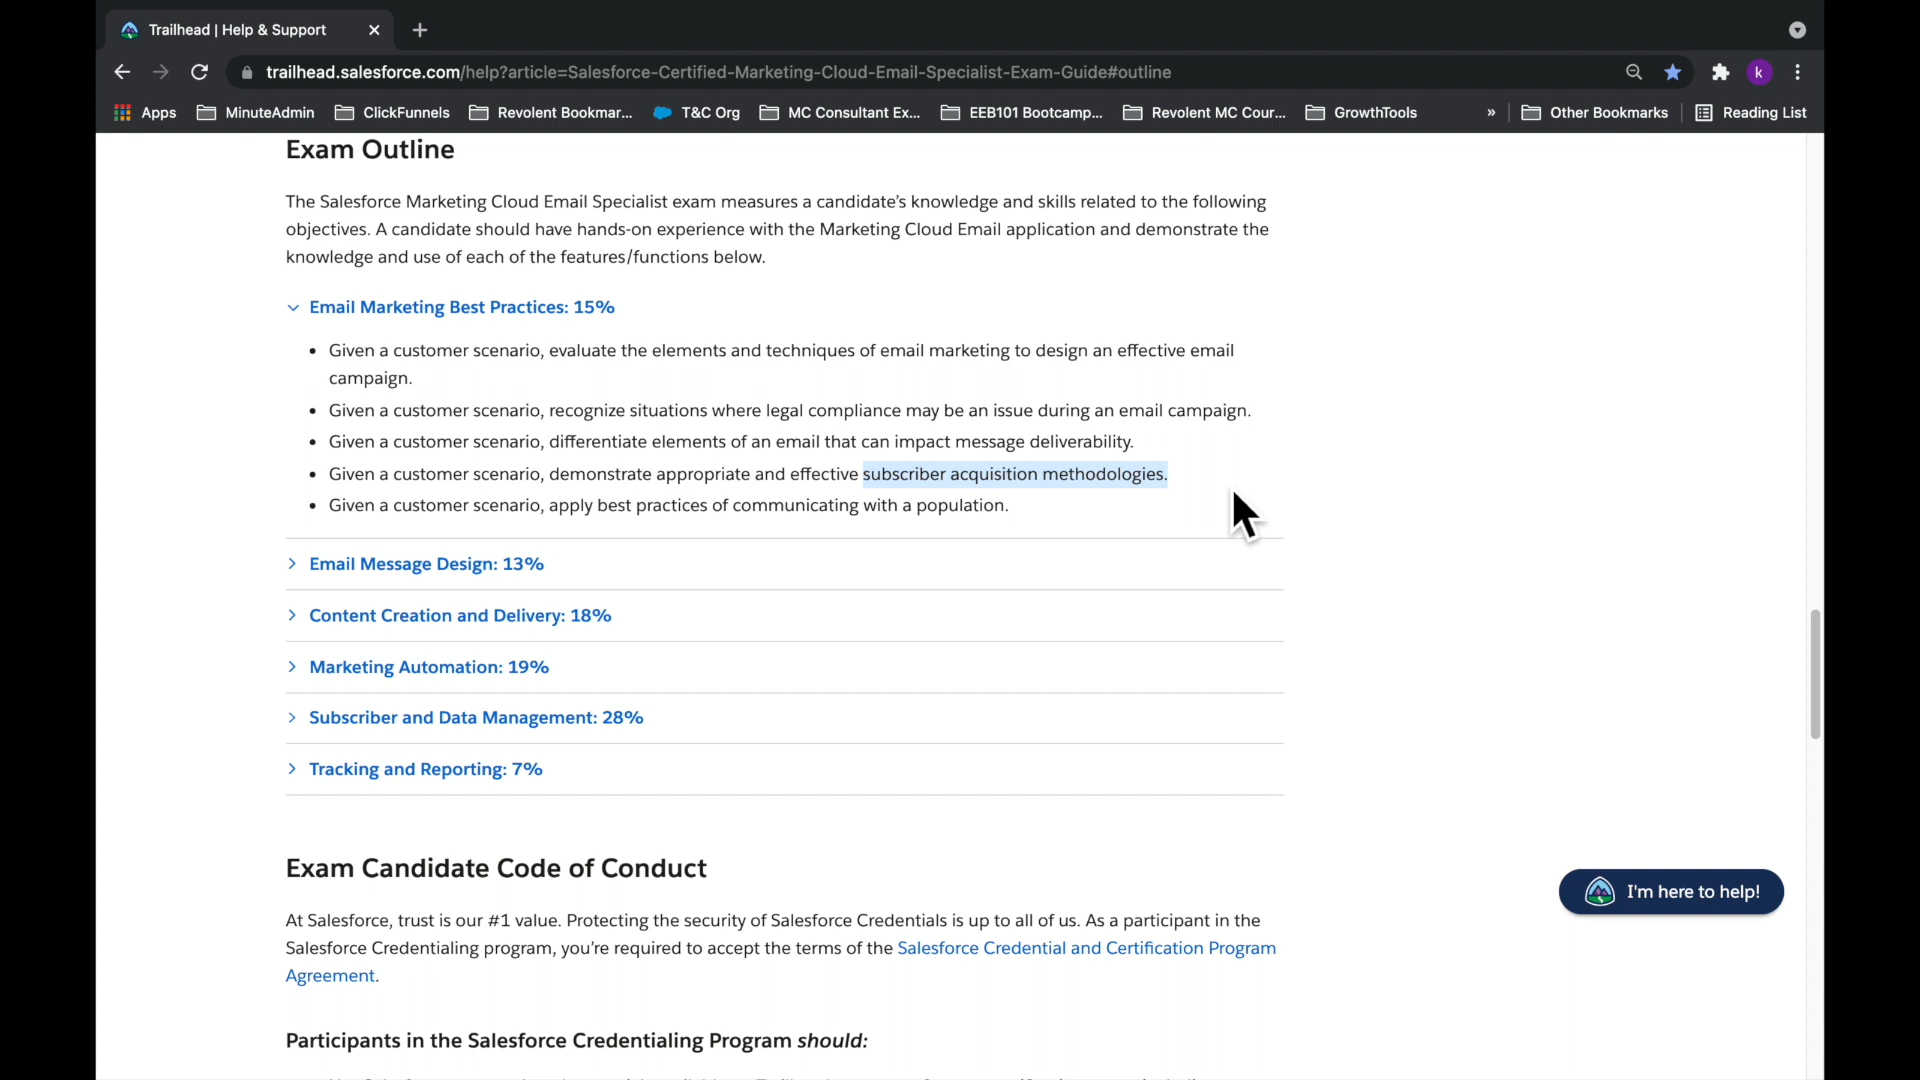 Trailhead | Help & Support
trailhead.salesforce.com/help?article=Salesforce-Certified-Marketing-Cloud-Email-Specialist-Exam-Guide#outline
k
Apps MinuteAdmin ClickFunnels Revolent Bookmar... T&C Org MC Consultant Ex... EEB101 Bootcamp... Revolent MC Cour... GrowthTools » Other Bookmarks Reading List
Exam Outline
The Salesforce Marketing Cloud Email Specialist exam measures a candidate's knowledge and skills related to the following
objectives. A candidate should have hands-on experience with the Marketing Cloud Email application and demonstrate the
knowledge and use of each of the features/functions below.
Email Marketing Best Practices: 15%
• Given a customer scenario, evaluate the elements and techniques of email marketing to design an effective email
campaign.
• Given a customer scenario, recognize situations where legal compliance may be an issue during an email campaign.
• Given a customer scenario, differentiate elements of an email that can impact message deliverability.
• Given a customer scenario, demonstrate appropriate and effective subscriber acquisition methodologies.
• Given a customer scenario, apply best practices of communicating with a population.
Email Message Design: 13%
Content Creation and Delivery: 18%
Marketing Automation: 19%
Subscriber and Data Management: 28%
Tracking and Reporting: 7%
Exam Candidate Code of Conduct
I'm here to help!
At Salesforce, trust is our #1 value. Protecting the security of Salesforce Credentials is up to all of us. As a participant in the
Salesforce Credentialing program, you're required to accept the terms of the Salesforce Credential and Certification Program
Agreement.
Participants in the Salesforce Credentialing Program should: